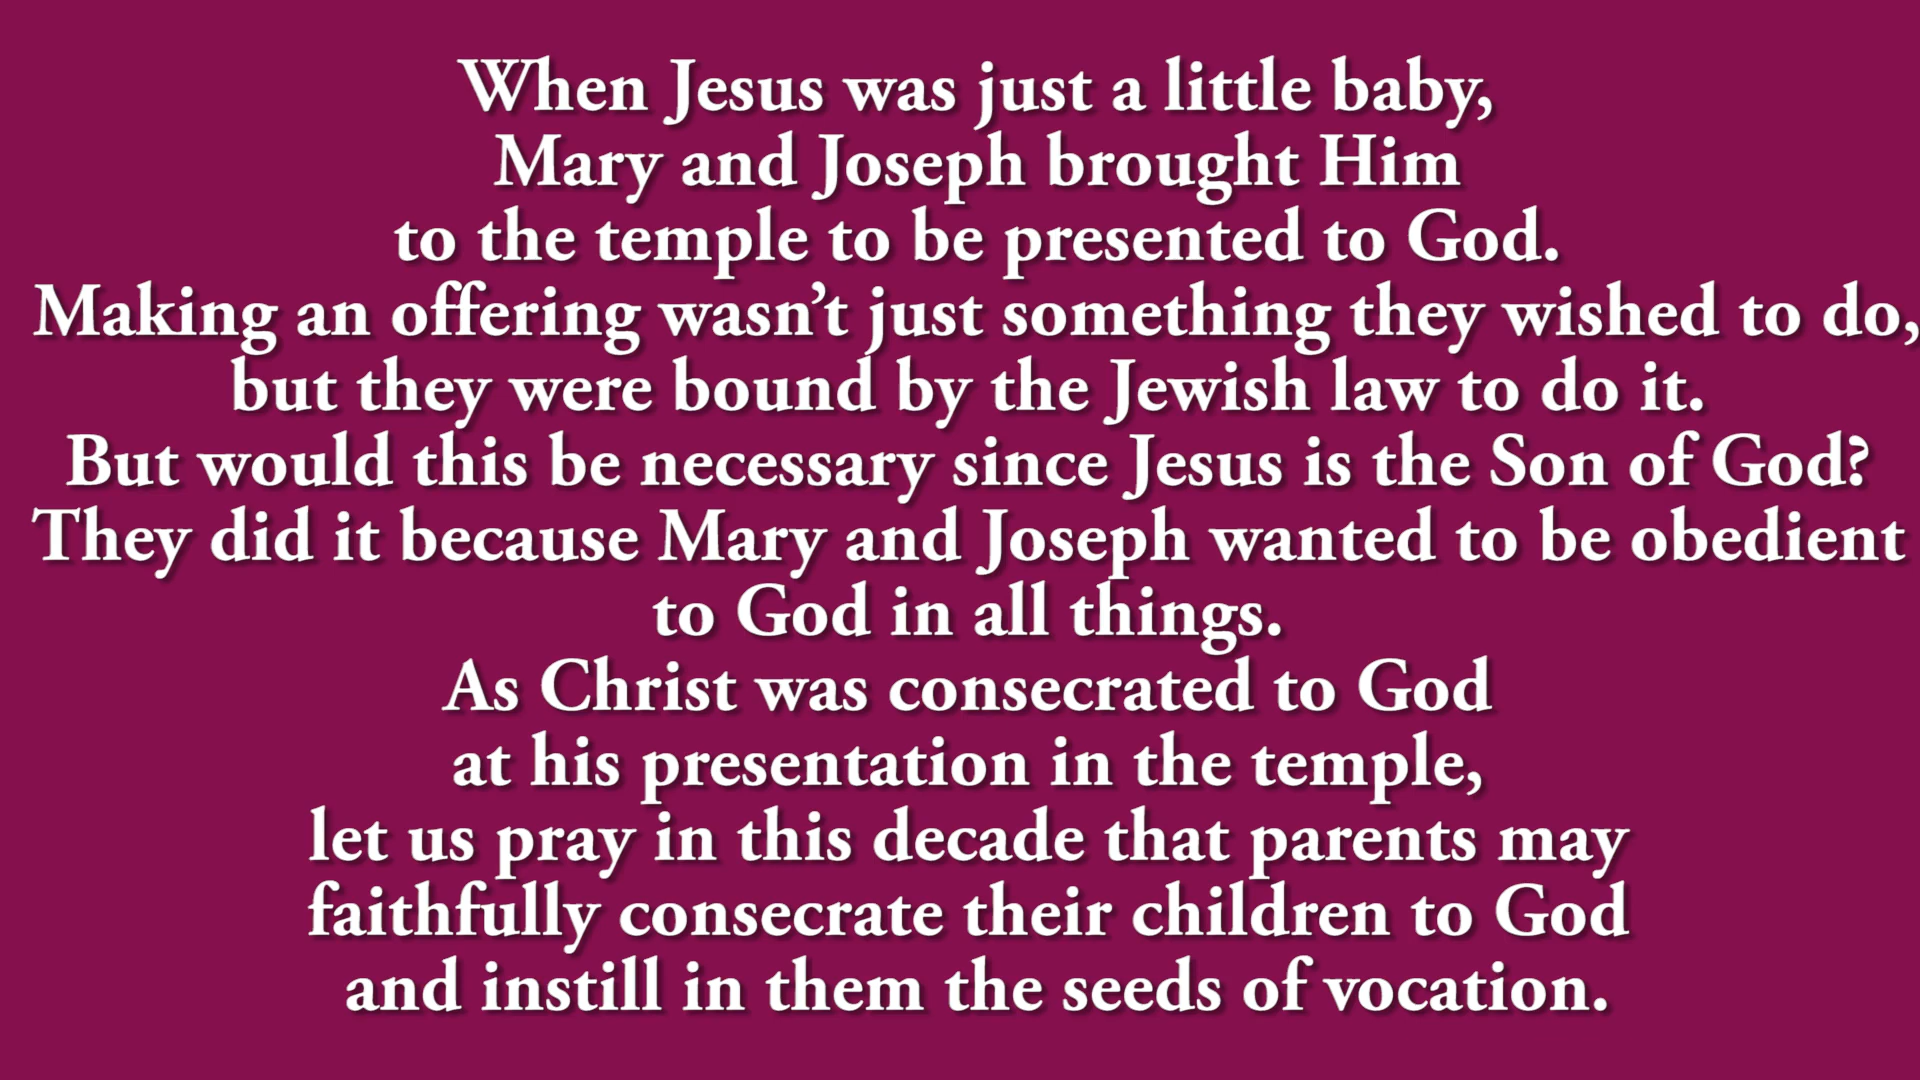 When Jesus was just a little baby,
Mary and Joseph brought Him
to the temple to be presented to God.
Making an offering wasn’t just something they wished to do,
but they were bound by the Jewish law to do it.
But would this be necessary since Jesus is the Son of God?
They did it because Mary and Joseph wanted to be obedient
to God in all things.
As Christ was consecrated to God
at his presentation in the temple,
let us pray in this decade that parents may
faithfully consecrate their children to God
and instill in them the seeds of vocation.